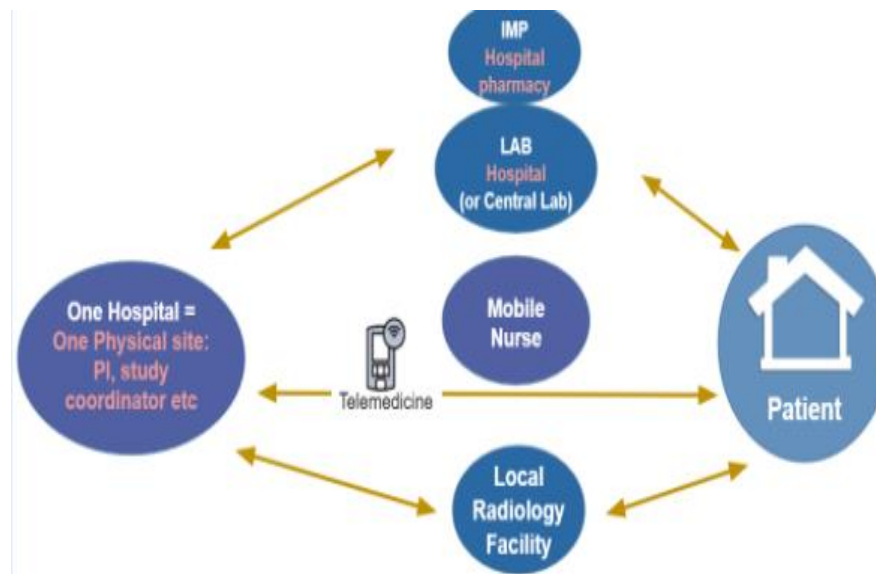 IMP
Hospital
pharmacy
LAB
Hospital
(or Central Lab)
One Hospital =
One Physical site:
PI, study
coordinator etc
Mobile
Nurse
Telemedicine
Patient
Local
Radiology
Facility